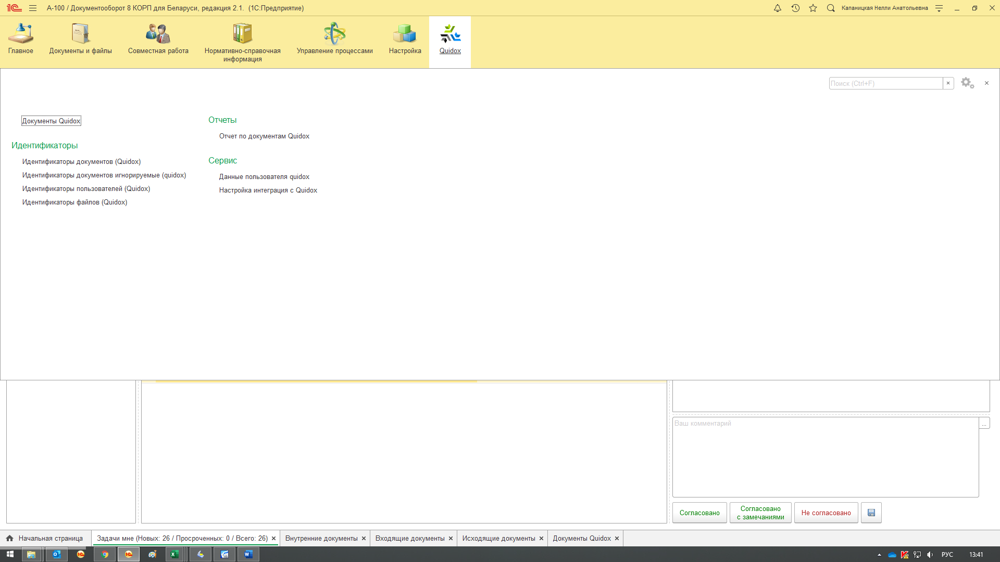 А-100 / Документооборот 8 КОРП для Беларуси, редакция 2.1. (1С:Предприятие)
Капаницкая Нелли Анатольевна
Главное
Документы и файлы
Совместная работа
Нормативно-справочная
информация
Управление процессами
Настройка
Quidox
Поиск (Ctrl+F)
Документы Quidox
Идентификаторы
Идентификаторы документов (Quidox)
Идентификаторы документов игнорируемые (quidox)
Идентификаторы пользователей (Quidox)
Идентификаторы файлов (Quidox)
Отчеты
Отчет по документам Quidox
Сервис
Данные пользователя quidox
Настройка интеграция с Quidox
Ваш комментарий
...
Согласовано
Согласовано
с замечаниями
Не согласовано
Начальная страница
Задачи мне (Новых: 26 / Просроченных: 0 / Всего: 26)
Внутренние документы
Входящие документы
Исходящие документы
Документы Quidox
РУС
13:41